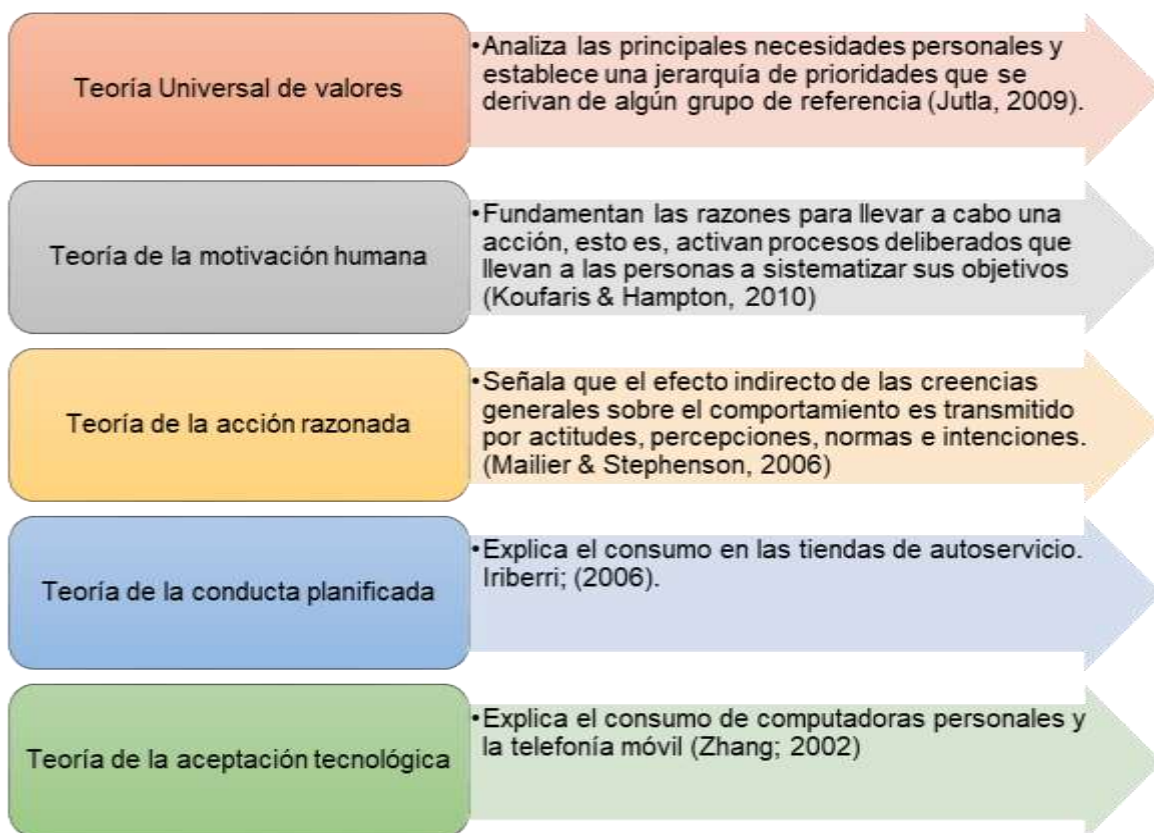 Teoría Universal de valores
•Analiza las principales necesidades personales y
establece una jerarquía de prioridades que se
derivan de algún grupo de referencia (Jutla, 2009).
Teoría de la motivación humana
•Fundamentan las razones para llevar a cabo una
acción, esto es, activan procesos deliberados que
llevan a las personas a sistematizar sus objetivos
(Koufaris & Hampton, 2010)
Teoría de la acción razonada
•Señala que el efecto indirecto de las creencias
generales sobre el comportamiento es transmitido
por actitudes, percepciones, normas e intenciones.
(Mailier & Stephenson, 2006)
Teoría de la conducta planificada
•Explica el consumo en las tiendas de autoservicio.
Iriberri; (2006).
Teoría de la aceptación tecnológica
•Explica el consumo de computadoras personales y
la telefonía móvil (Zhang; 2002)